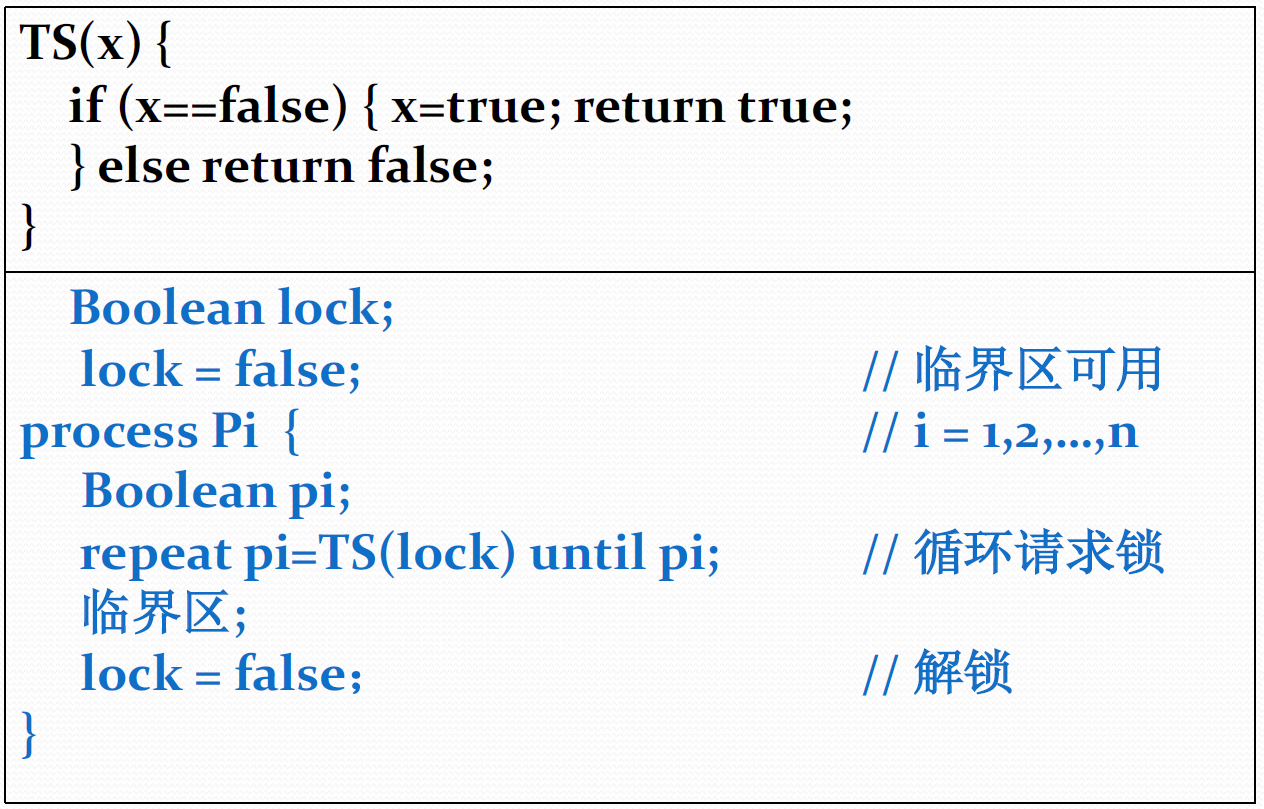 TS(x) {
if (x==false) { x=true; return true;
} else return false;
}
Boolean lock;
lock = false; // 临界区可用
process Pi { // i = 1,2,...,n
Boolean pi;
repeat pi=TS(lock) until pi; // 循环请求锁
临界区;
lock = false; // 解锁
}